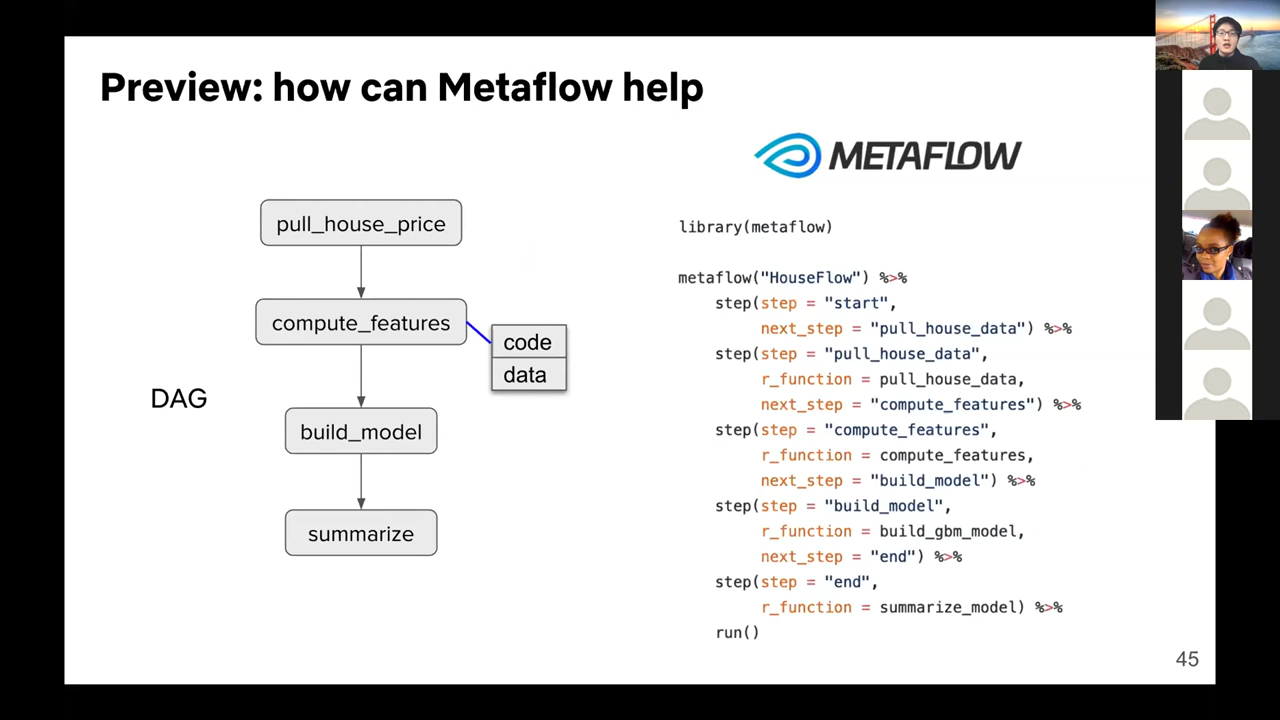 Preview: how can Metaflow help
METAFLOW
pull_house_price
compute_features
code
data
DAG
build_model
summarize
library(metaflow)
metaflow("HouseFlow") %>%
step(step = "start",
next_step = "pull_house_data") %>%
step(step = "pull_house_data",
r_function = pull_house_data,
next_step = "compute_features") %>%
step(step = "compute_features",
r_function = compute_features,
next_step = "build_model") %>%
step(step = "build_model",
r_function = build_gbm_model,
next_step = "end") %>%
step(step = "end",
r_function = summarize_model) %>%
run()
45